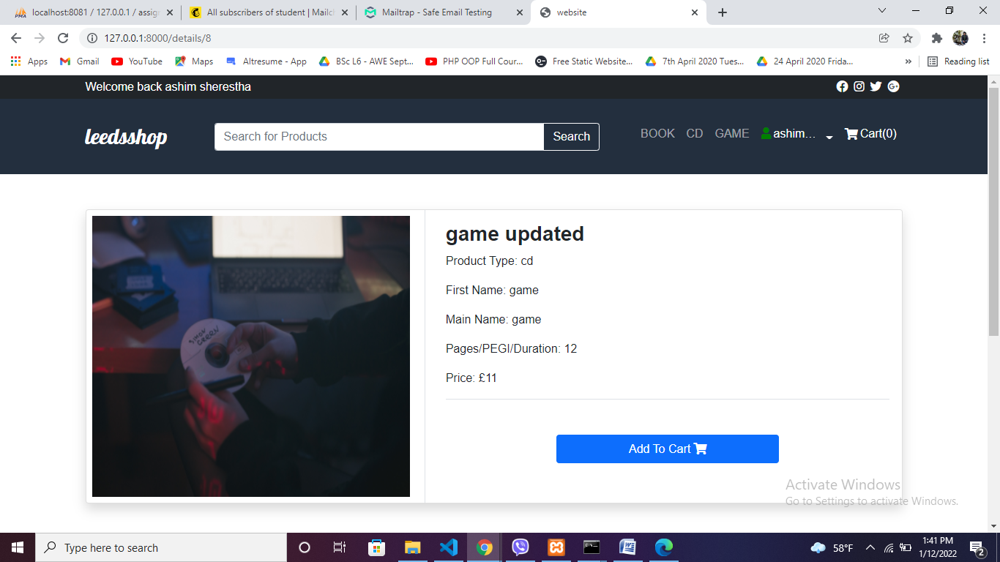 localhost:8081 / 127.0.0.1 / assig
All subscribers of student | Mailch
Mailtrap - Safe Email Testing
website
127.0.0.1:8000/details/8
Apps
Gmail
YouTube
Maps
Altresume - App
BSc L6 - AWE Sept...
PHP OOP Full Cour...
Free Static Website...
7th April 2020 Tues...
24 April 2020 Frida...
»
Reading list
Welcome back ashim sherestha
leedsshop
Search for Products
Search
BOOK
CD
GAME
ashim...
Cart(0)
SIMON
GREEN
game updated
Product Type: cd
First Name: game
Main Name: game
Pages/PEGI/Duration: 12
Price: £11
Add To Cart
Activate Windows
Go to Settings to activate Windows.
Type here to search
58°F
1:41 PM
1/12/2022
2